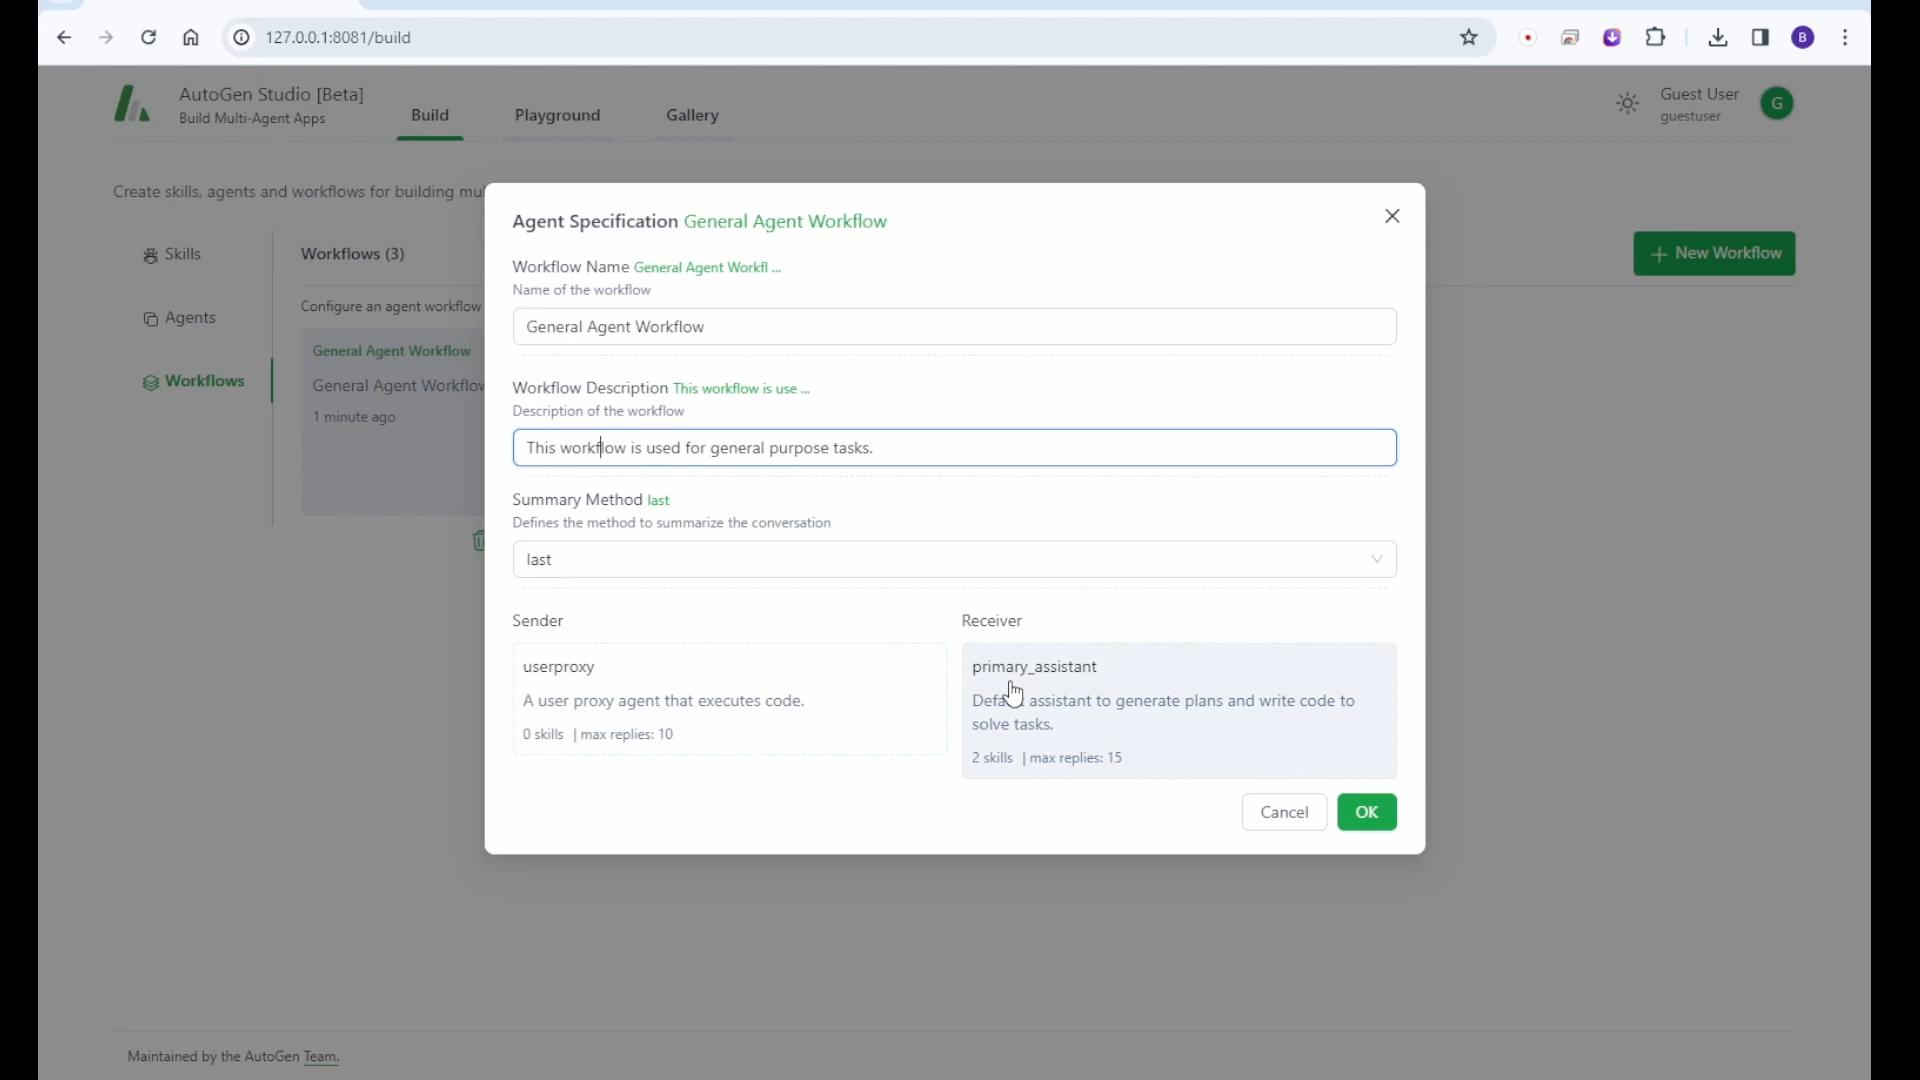 127.0.0.1:8081/build
B
AutoGen Studio [Beta]
Build Multi-Agent Apps
Build
Playground
Gallery
Guest User
guestuser
G
Create skills, agents and workflows for building
Skills
Agents
Workflows
Workflows (3)
Configure an agent workflow
General Agent Workflow
General Agent Workflow
1 minute ago
New Workflow
Agent Specification General Agent Workflow
Workflow Name General Agent Workfl ...
Name of the workflow
General Agent Workflow
Workflow Description This workflow is use ...
Description of the workflow
This workflow is used for general purpose tasks.
Summary Method last
Defines the method to summarize the conversation
last
Sender
userproxy
A user proxy agent that executes code.
0 skills | max replies: 10
Receiver
primary_assistant
Default assistant to generate plans and write code to
solve tasks.
2 skills | max replies: 15
Cancel
OK
Maintained by the AutoGen Team.